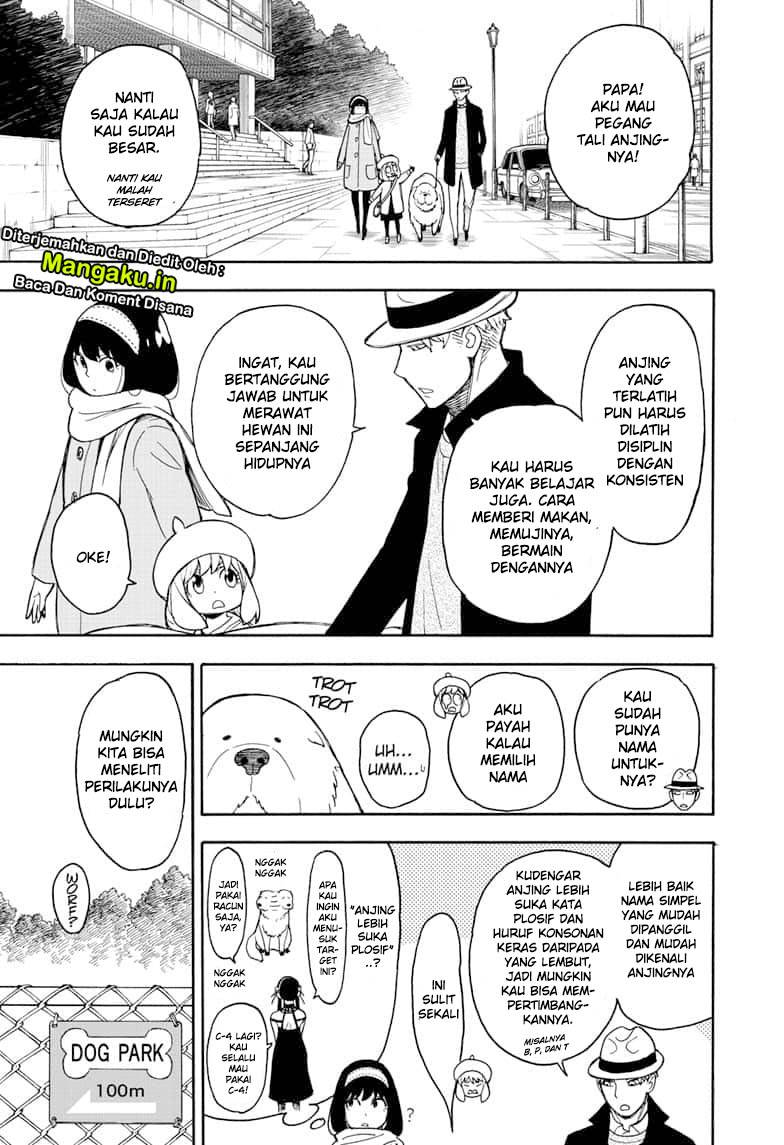 PAPA!
AKU MAU
PEGANG
TALI ANJING-
NYA!
NANTI
SAJA KALAU
KAU SUDAH
BESAR.
NANTI KAU
MALAH
TERSERET
Diterjemahkan dan Diedit Oleh :
Mangaku.in
Baca Dan Koment Disana
ANJING
YANG
TERLATIH
PUN HARUS
DILATIH
DISIPLIN
DENGAN
KONSISTEN
KAU HARUS
BANYAK BELAJAR
JUGA. CARA
MEMBERI MAKAN,
MEMUJINYA,
BERMAIN
DENGANNYA
INGAT, KAU
BERTANGGUNG
JAWAB UNTUK
MERAWAT
HEWAN INI
SEPANJANG
HIDUPNYA
OKE!
KAU
SUDAH
PUNYA
NAMA
UNTUK-
NYA?
AKU
PAYAH
KALAU
MEMILIH
NAMA
UH...
UMM...
TROT
TROT
MUNGKIN
KITA BISA
MENELITI
PERILAKUNYA
DULU?
LEBIH BAIK
NAMA SIMPEL
YANG MUDAH
DIPANGGIL
DAN MUDAH
DIKENALI
ANJINGNYA
KUDENGAR
ANJING LEBIH
SUKA KATA
PLOSIF DAN
HURUF KONSONAN
KERAS DARIPADA
YANG LEMBUT,
JADI MUNGKIN
KAU BISA MEM-
PERTIMBANG-
KANNYA.
MISALNYA
B, P, DAN T
INI
SULIT
SEKALI
"ANJING
LEBIH
SUKA PLOSIF"
..?
APA
KAU
INGIN
AKU
MENU-
SUK
TAR-
GET
INI?
NGGAK
NGGAK
JADI
PAKAI
RACUN
SAJA,
YA?
NGGAK
NGGAK
C-4 LAGI?
KAU
SELALU
MAU
PAKAI
C-4!
?
WORF?
DOG PARK
100m